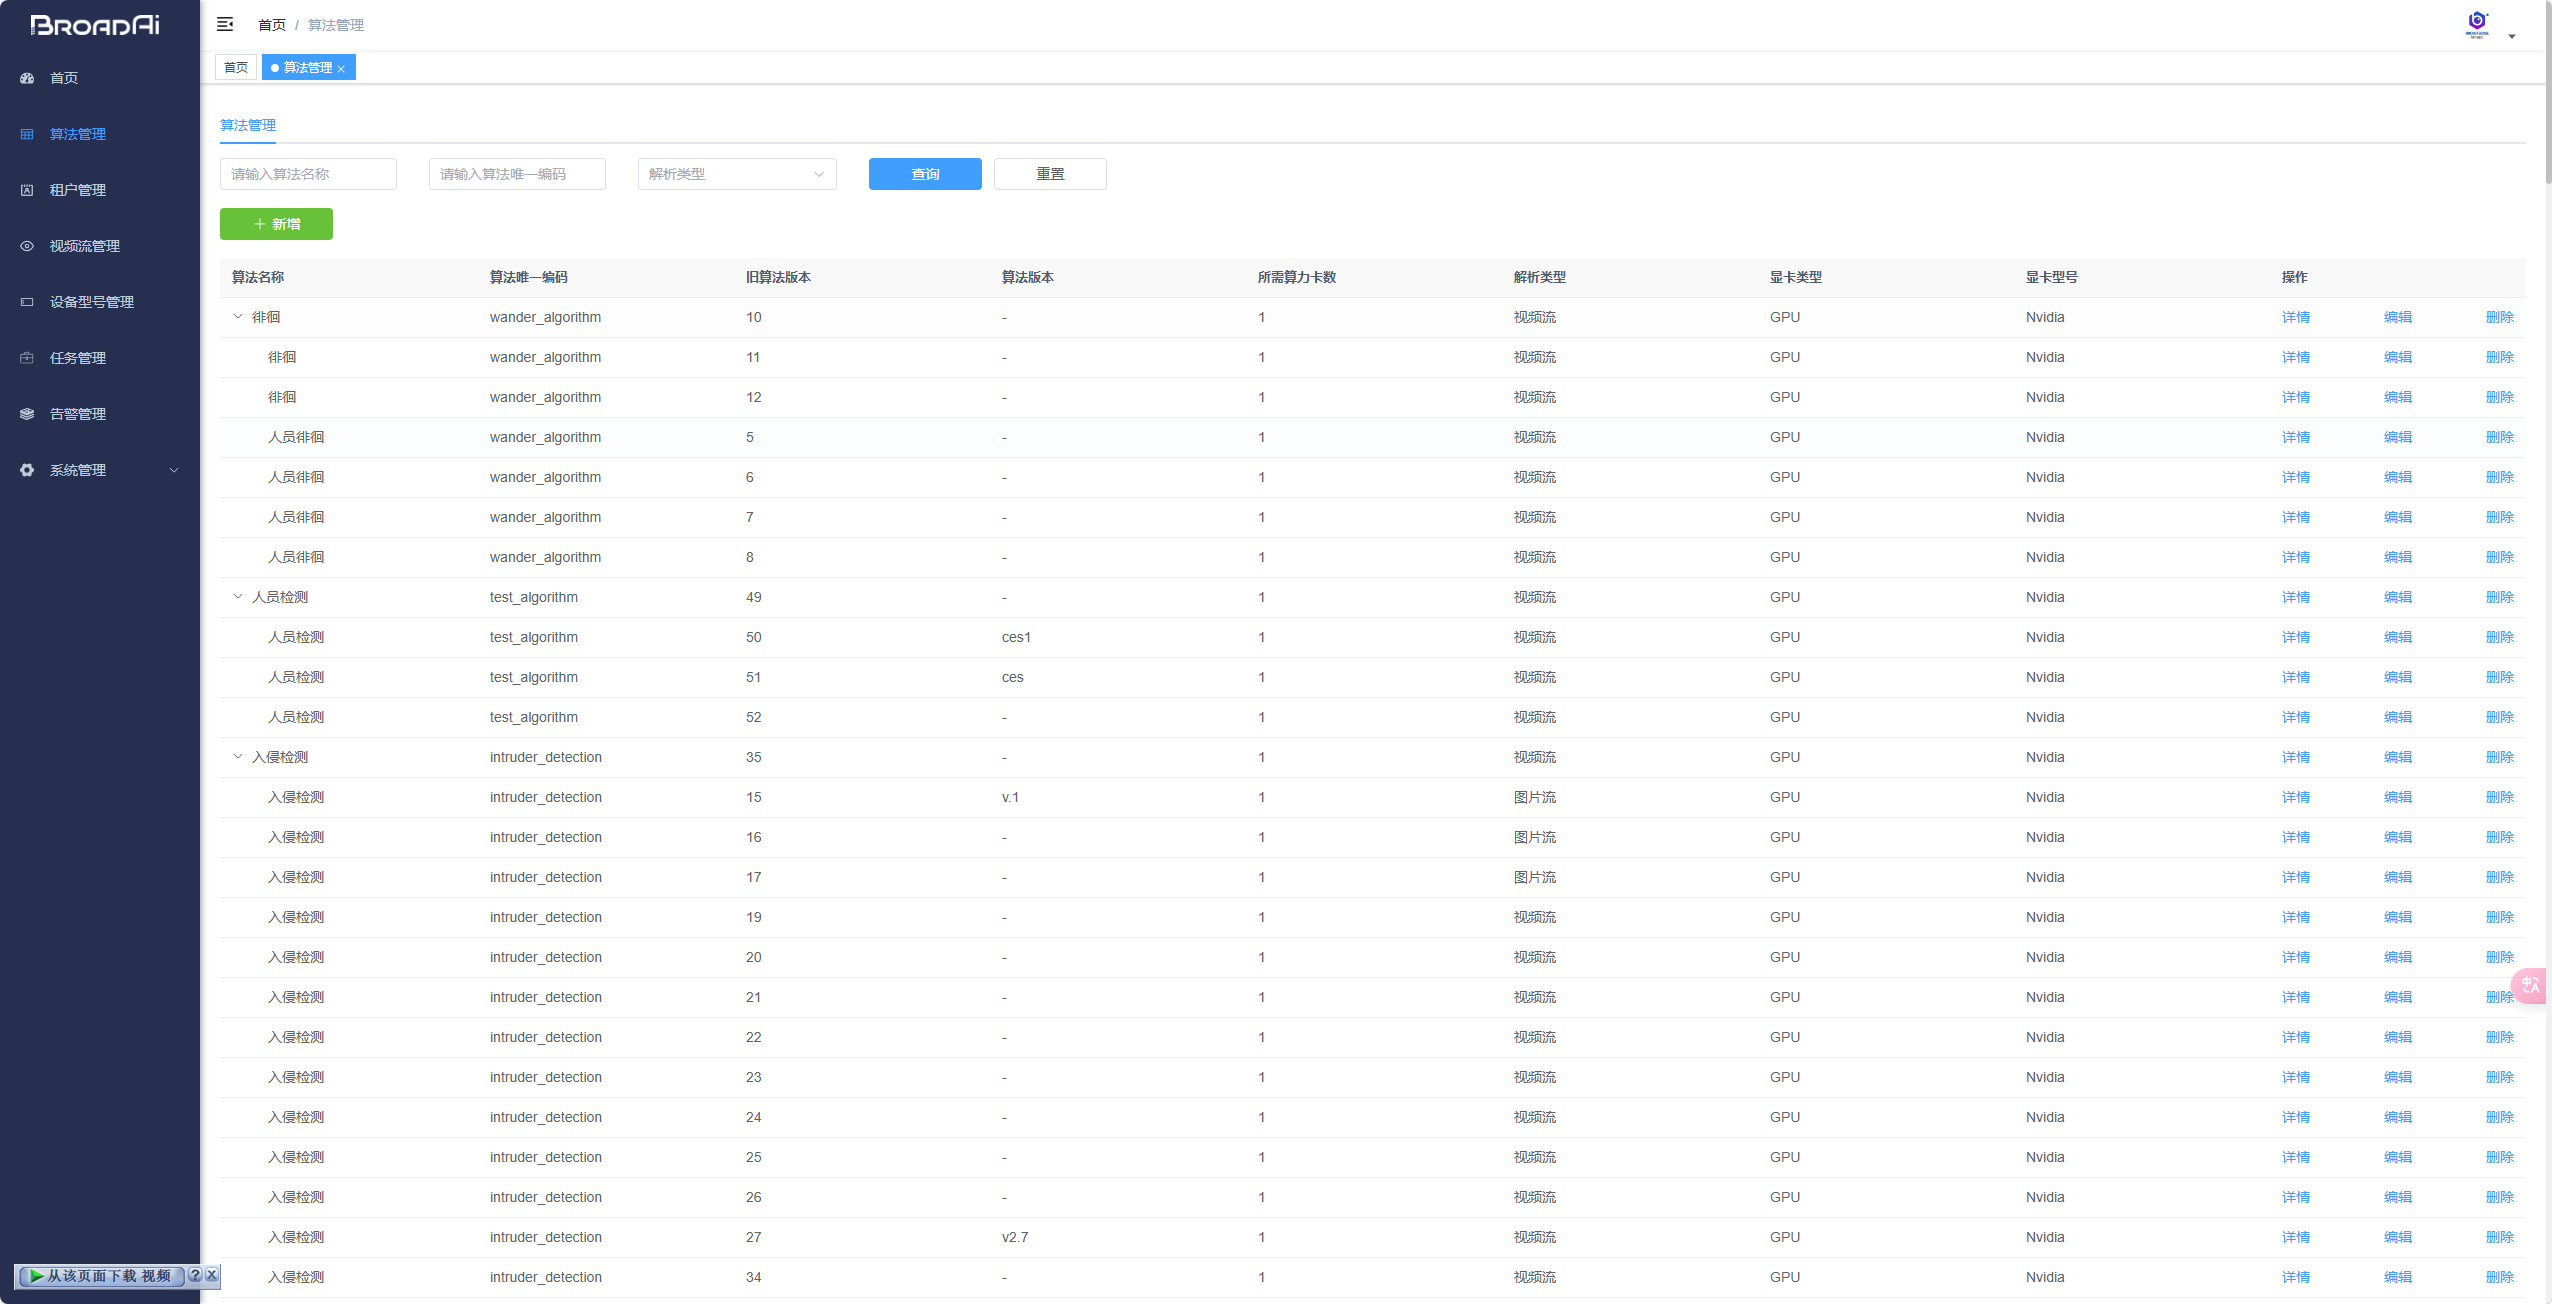 BROADAi
首页 / 算法管理
首页
算法管理
首页
算法管理
租户管理
视频流管理
设备型号管理
任务管理
告警管理
系统管理
算法管理
请输入算法名称 请输入算法唯一编码 解析类型 查询 重置
新增
算法名称 算法唯一编码 旧算法版本 算法版本 所需算力卡数 解析类型 显卡类型 显卡型号 操作
徘徊 wander_algorithm 10 - 1 视频流 GPU Nvidia 详情 编辑 删除
徘徊 wander_algorithm 11 - 1 视频流 GPU Nvidia 详情 编辑 删除
徘徊 wander_algorithm 12 - 1 视频流 GPU Nvidia 详情 编辑 删除
人员徘徊 wander_algorithm 5 - 1 视频流 GPU Nvidia 详情 编辑 删除
人员徘徊 wander_algorithm 6 - 1 视频流 GPU Nvidia 详情 编辑 删除
人员徘徊 wander_algorithm 7 - 1 视频流 GPU Nvidia 详情 编辑 删除
人员徘徊 wander_algorithm 8 - 1 视频流 GPU Nvidia 详情 编辑 删除
人员检测 test_algorithm 49 - 1 视频流 GPU Nvidia 详情 编辑 删除
人员检测 test_algorithm 50 ces1 1 视频流 GPU Nvidia 详情 编辑 删除
人员检测 test_algorithm 51 ces 1 视频流 GPU Nvidia 详情 编辑 删除
人员检测 test_algorithm 52 - 1 视频流 GPU Nvidia 详情 编辑 删除
入侵检测 intruder_detection 35 - 1 视频流 GPU Nvidia 详情 编辑 删除
入侵检测 intruder_detection 15 v.1 1 图片流 GPU Nvidia 详情 编辑 删除
入侵检测 intruder_detection 16 - 1 图片流 GPU Nvidia 详情 编辑 删除
入侵检测 intruder_detection 17 - 1 图片流 GPU Nvidia 详情 编辑 删除
入侵检测 intruder_detection 19 - 1 视频流 GPU Nvidia 详情 编辑 删除
入侵检测 intruder_detection 20 - 1 视频流 GPU Nvidia 详情 编辑 删除
入侵检测 intruder_detection 21 - 1 视频流 GPU Nvidia 详情 编辑 删除
入侵检测 intruder_detection 22 - 1 视频流 GPU Nvidia 详情 编辑 删除
入侵检测 intruder_detection 23 - 1 视频流 GPU Nvidia 详情 编辑 删除
入侵检测 intruder_detection 24 - 1 视频流 GPU Nvidia 详情 编辑 删除
入侵检测 intruder_detection 25 - 1 视频流 GPU Nvidia 详情 编辑 删除
入侵检测 intruder_detection 26 - 1 视频流 GPU Nvidia 详情 编辑 删除
入侵检测 intruder_detection 27 v2.7 1 视频流 GPU Nvidia 详情 编辑 删除
入侵检测 intruder_detection 34 - 1 视频流 GPU Nvidia 详情 编辑 删除
从该页面下载 视频 ? X